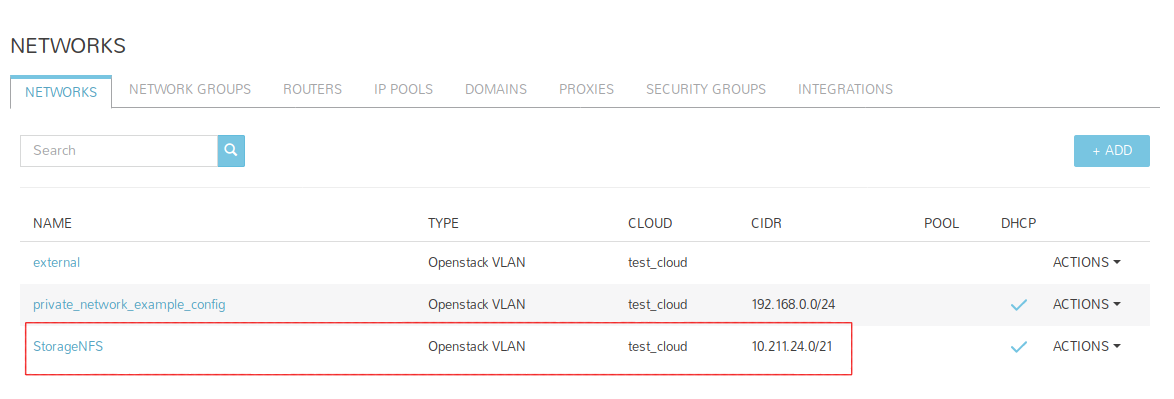 NETWORKS
NETWORKS NETWORK GROUPS ROUTERS IP POOLS DOMAINS PROXIES SECURITY GROUPS INTEGRATIONS
Search + ADD
NAME TYPE CLOUD CIDR POOL DHCP
external Openstack VLAN test_cloud ACTIONS
private_network_example_config Openstack VLAN test_cloud 192.168.0.0/24 ACTIONS
StorageNFS Openstack VLAN test_cloud 10.211.24.0/21 ACTIONS